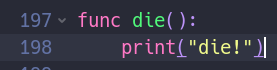 197 func die():
198 print("die!")